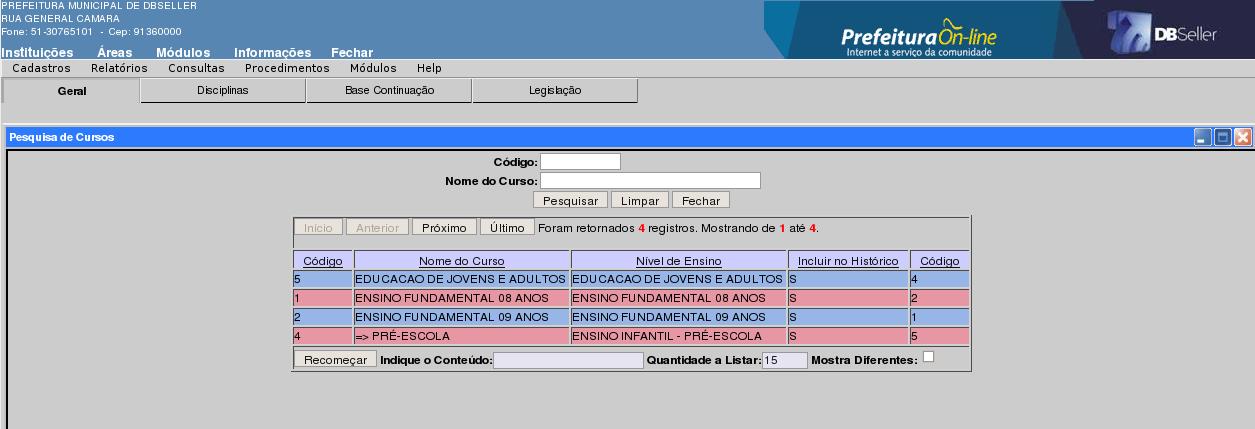 PREFEITURA MUNICIPAL DE DBSELLER
RUA GENERAL CAMARA
Fone: 51-30765101 - Cep: 91360000
PrefeituraOn-line
Internet a serviço da comunidade
DBSeller
Instituições Áreas Módulos Informações Fechar
Cadastros Relatórios Consultas Procedimentos Módulos Help
Geral Disciplinas Base Continuação Legislação
Pesquisa de Cursos
Código:
Nome do Curso:
Pesquisar Limpar Fechar
Início Anterior Próximo Último Foram retornados 4 registros. Mostrando de 1 até 4.
Código Nome do Curso Nível de Ensino Incluir no Histórico Código
5 EDUCACAO DE JOVENS E ADULTOS EDUCACAO DE JOVENS E ADULTOS S 4
1 ENSINO FUNDAMENTAL 08 ANOS ENSINO FUNDAMENTAL 08 ANOS S 2
2 ENSINO FUNDAMENTAL 09 ANOS ENSINO FUNDAMENTAL 09 ANOS S 1
4 => PRÉ-ESCOLA ENSINO INFANTIL - PRÉ-ESCOLA S 5
Recomeçar Indique o Conteúdo: Quantidade a Listar: 15 Mostra Diferentes: